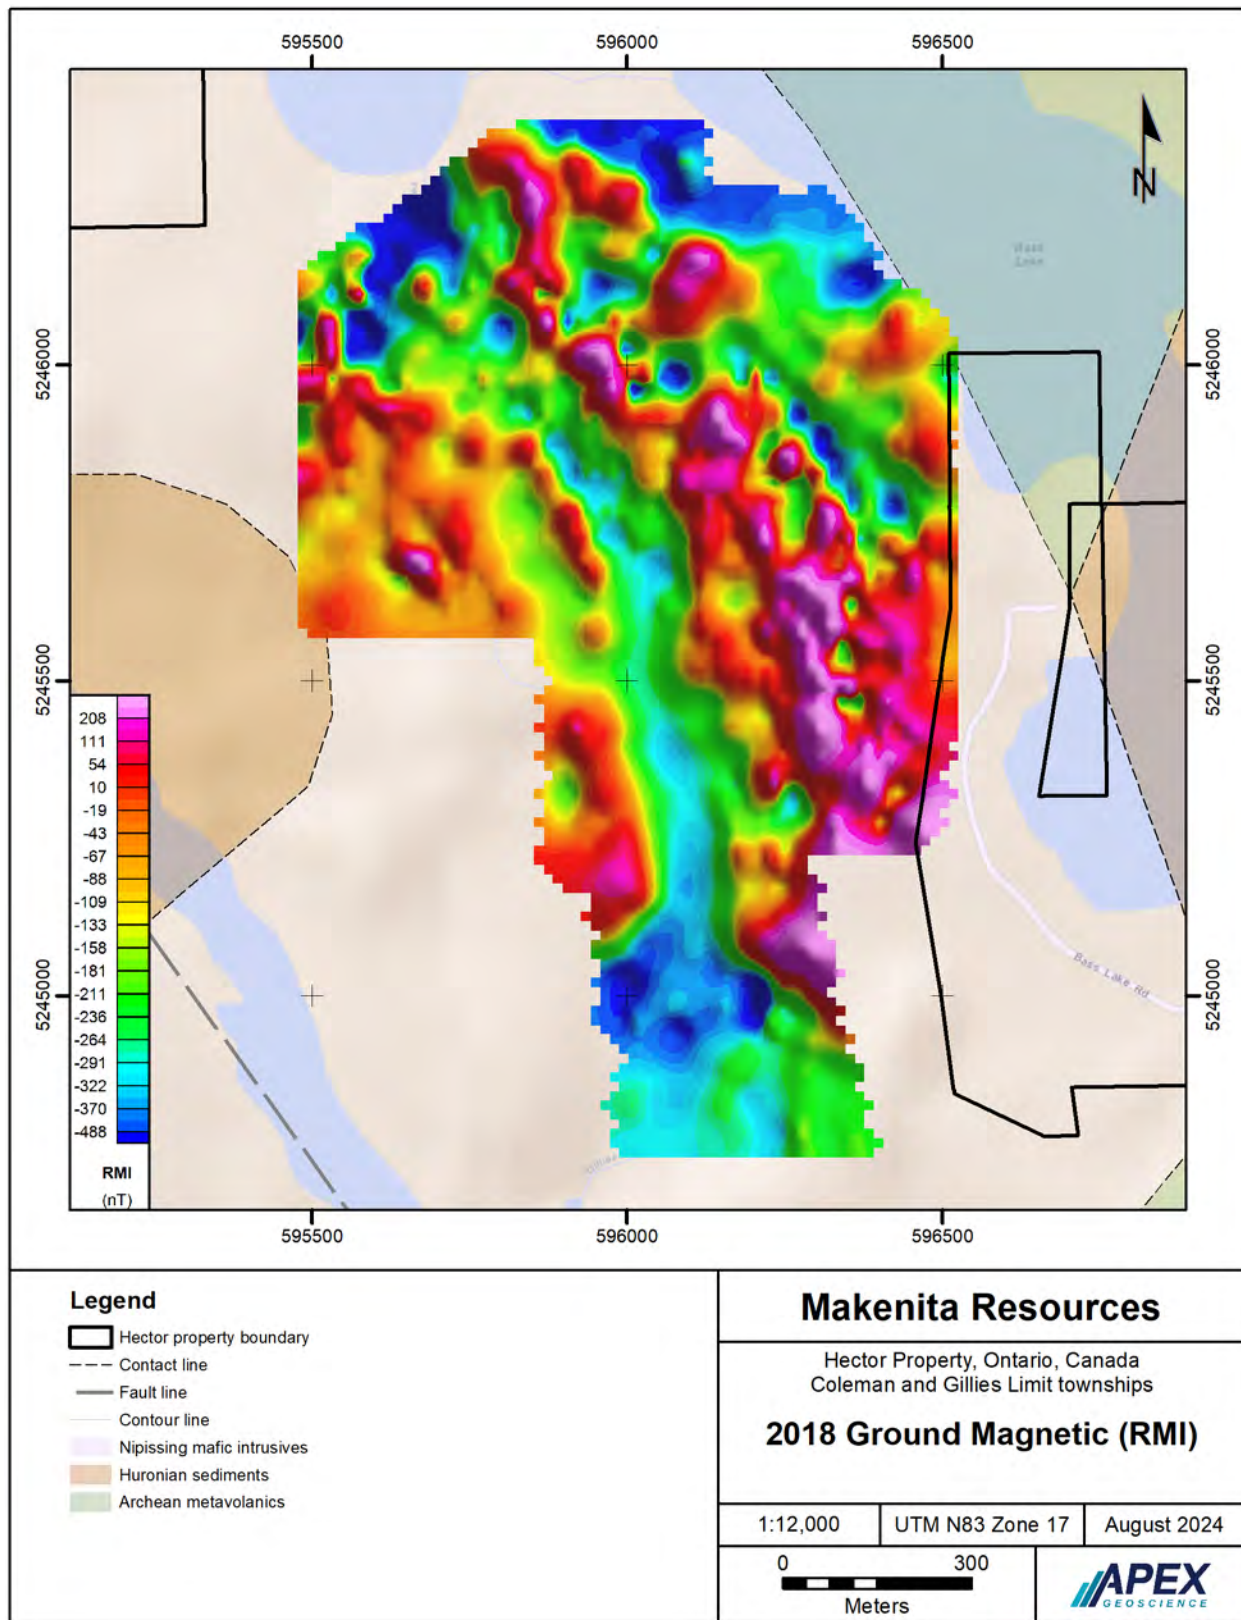 595500 596000 596500
5246000 5246000
Bass
Lake
5245500 5245500
208
111
54
10
-19
-43
-67
-88
-109
-133
-158
-181
-211
-236
-264
-291
-322
-370
-488
RMI
(nT)
5245000 5245000
Bass Lake Rd
N
595500 596000 596500
Legend
Hector property boundary
Contact line
Fault line
Contour line
Nipissing mafic intrusives
Huronian sediments
Archean metavolanics
Makenita Resources
Hector Property, Ontario, Canada
Coleman and Gillies Limit townships
2018 Ground Magnetic (RMI)
1:12,000 UTM N83 Zone 17 August 2024
0 300
Meters
APEX
GEOSCIENCE